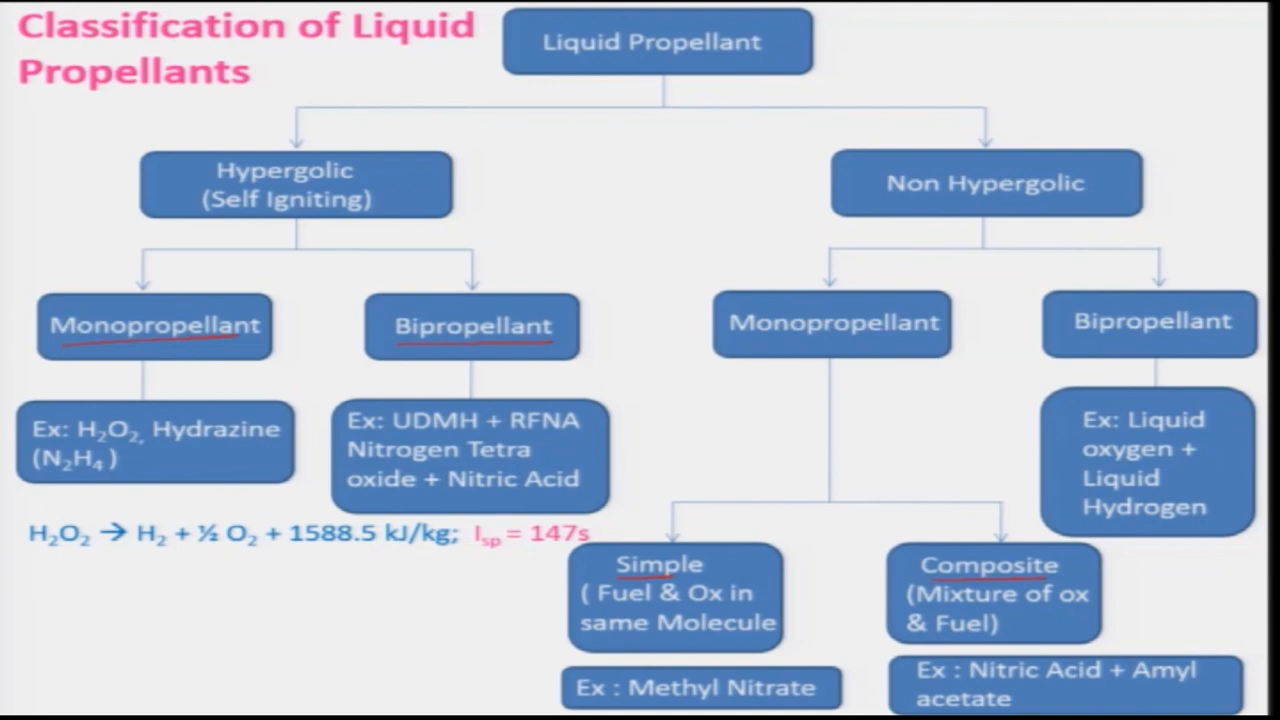 Classification of Liquid
Propellants
Liquid Propellant
Hypergolic
(Self Igniting)
Non Hypergolic
Monopropellant
Bipropellant
Monopropellant
Bipropellant
Ex: H₂O₂, Hydrazine
(N₂H₄ )
Ex: UDMH + RFNA
Nitrogen Tetra
oxide + Nitric Acid
Ex: Liquid
oxygen +
Liquid
Hydrogen
H₂O₂ → H₂ + ½ O₂ + 1588.5 kJ/kg; Iₛₚ = 147s
Simple
( Fuel & Ox in
same Molecule
Composite
(Mixture of ox
& Fuel)
Ex : Methyl Nitrate
Ex : Nitric Acid + Amyl
acetate